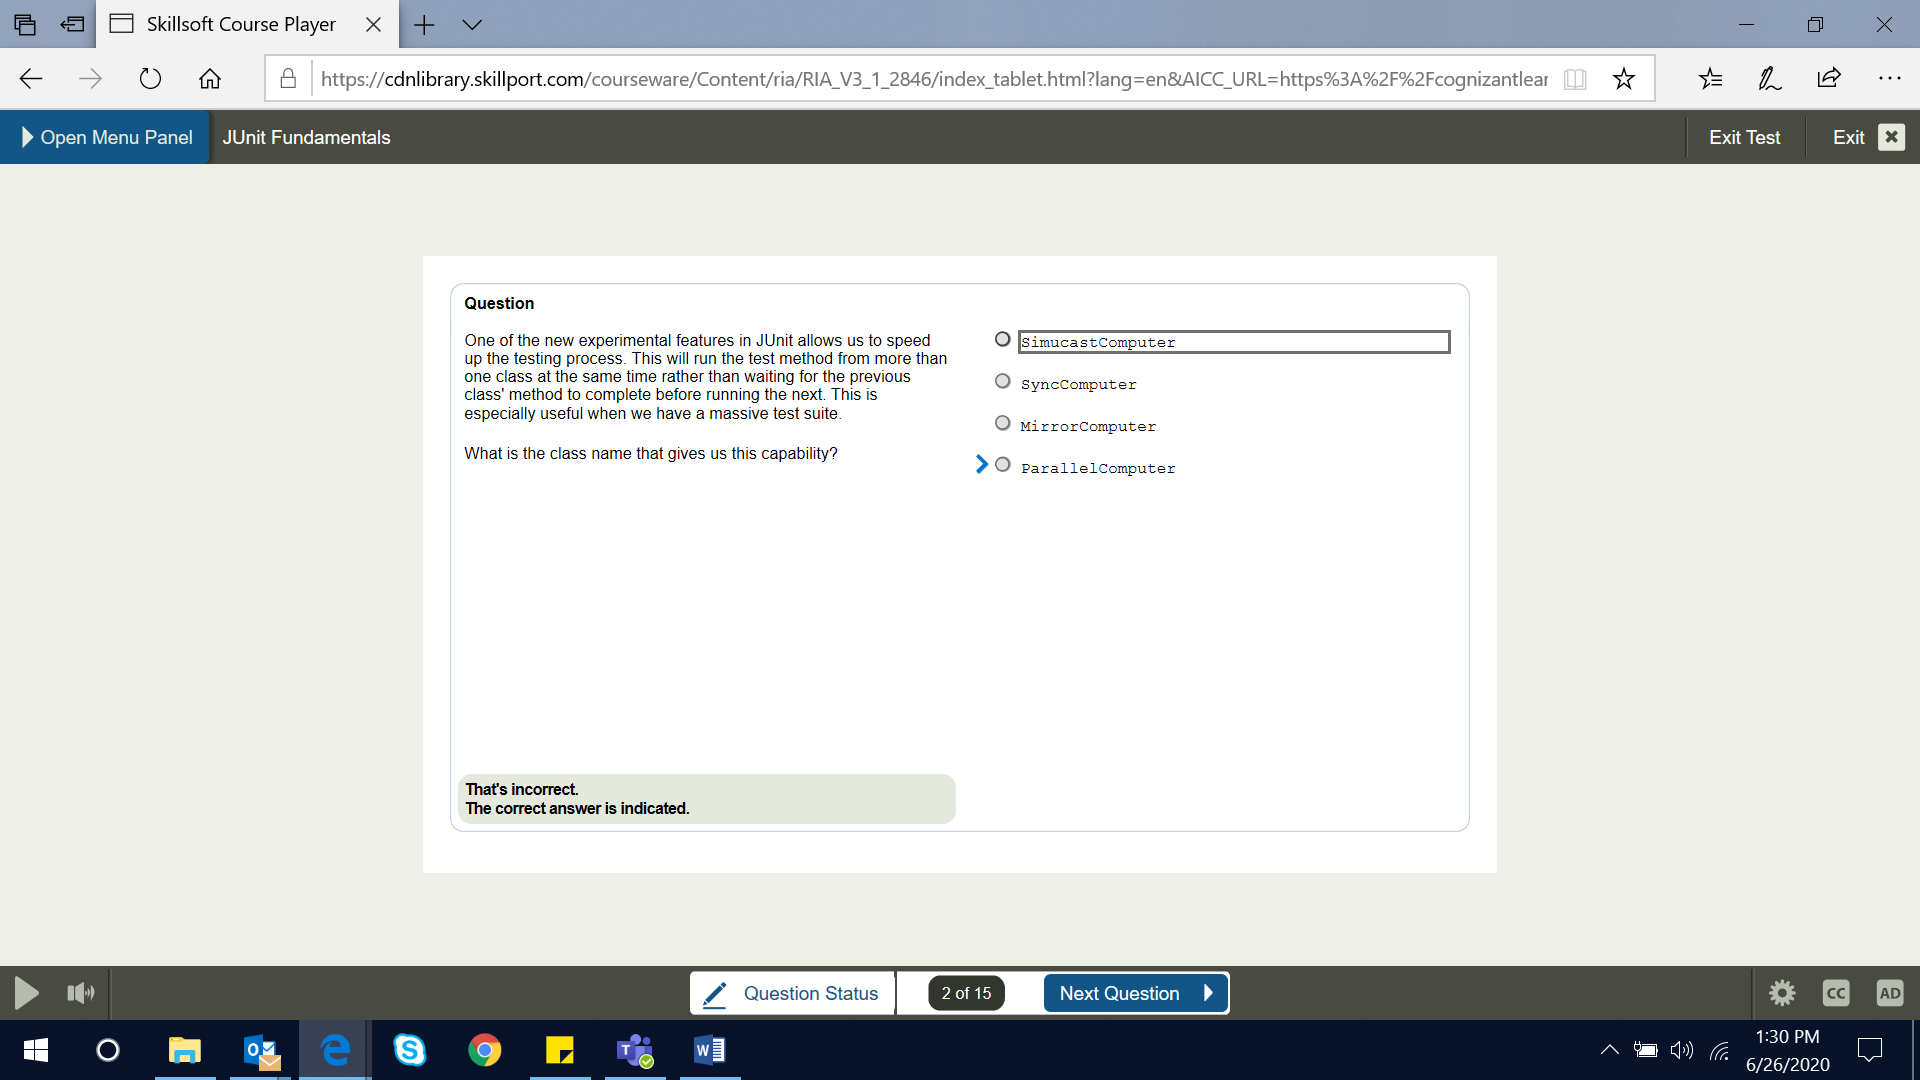 Skillsoft Course Player
https://cdnlibrary.skillport.com/courseware/Content/ria/RIA_V3_1_2846/index_tablet.html?lang=en&AICC_URL=https%3A%2F%2Fcognizantlear
Open Menu Panel
JUnit Fundamentals
Exit Test
Exit
Question
One of the new experimental features in JUnit allows us to speed
up the testing process. This will run the test method from more than
one class at the same time rather than waiting for the previous
class' method to complete before running the next. This is
especially useful when we have a massive test suite.
What is the class name that gives us this capability?
SimucastComputer
SyncComputer
MirrorComputer
ParallelComputer
That's incorrect.
The correct answer is indicated.
Question Status
2 of 15
Next Question
CC
AD
1:30 PM
6/26/2020